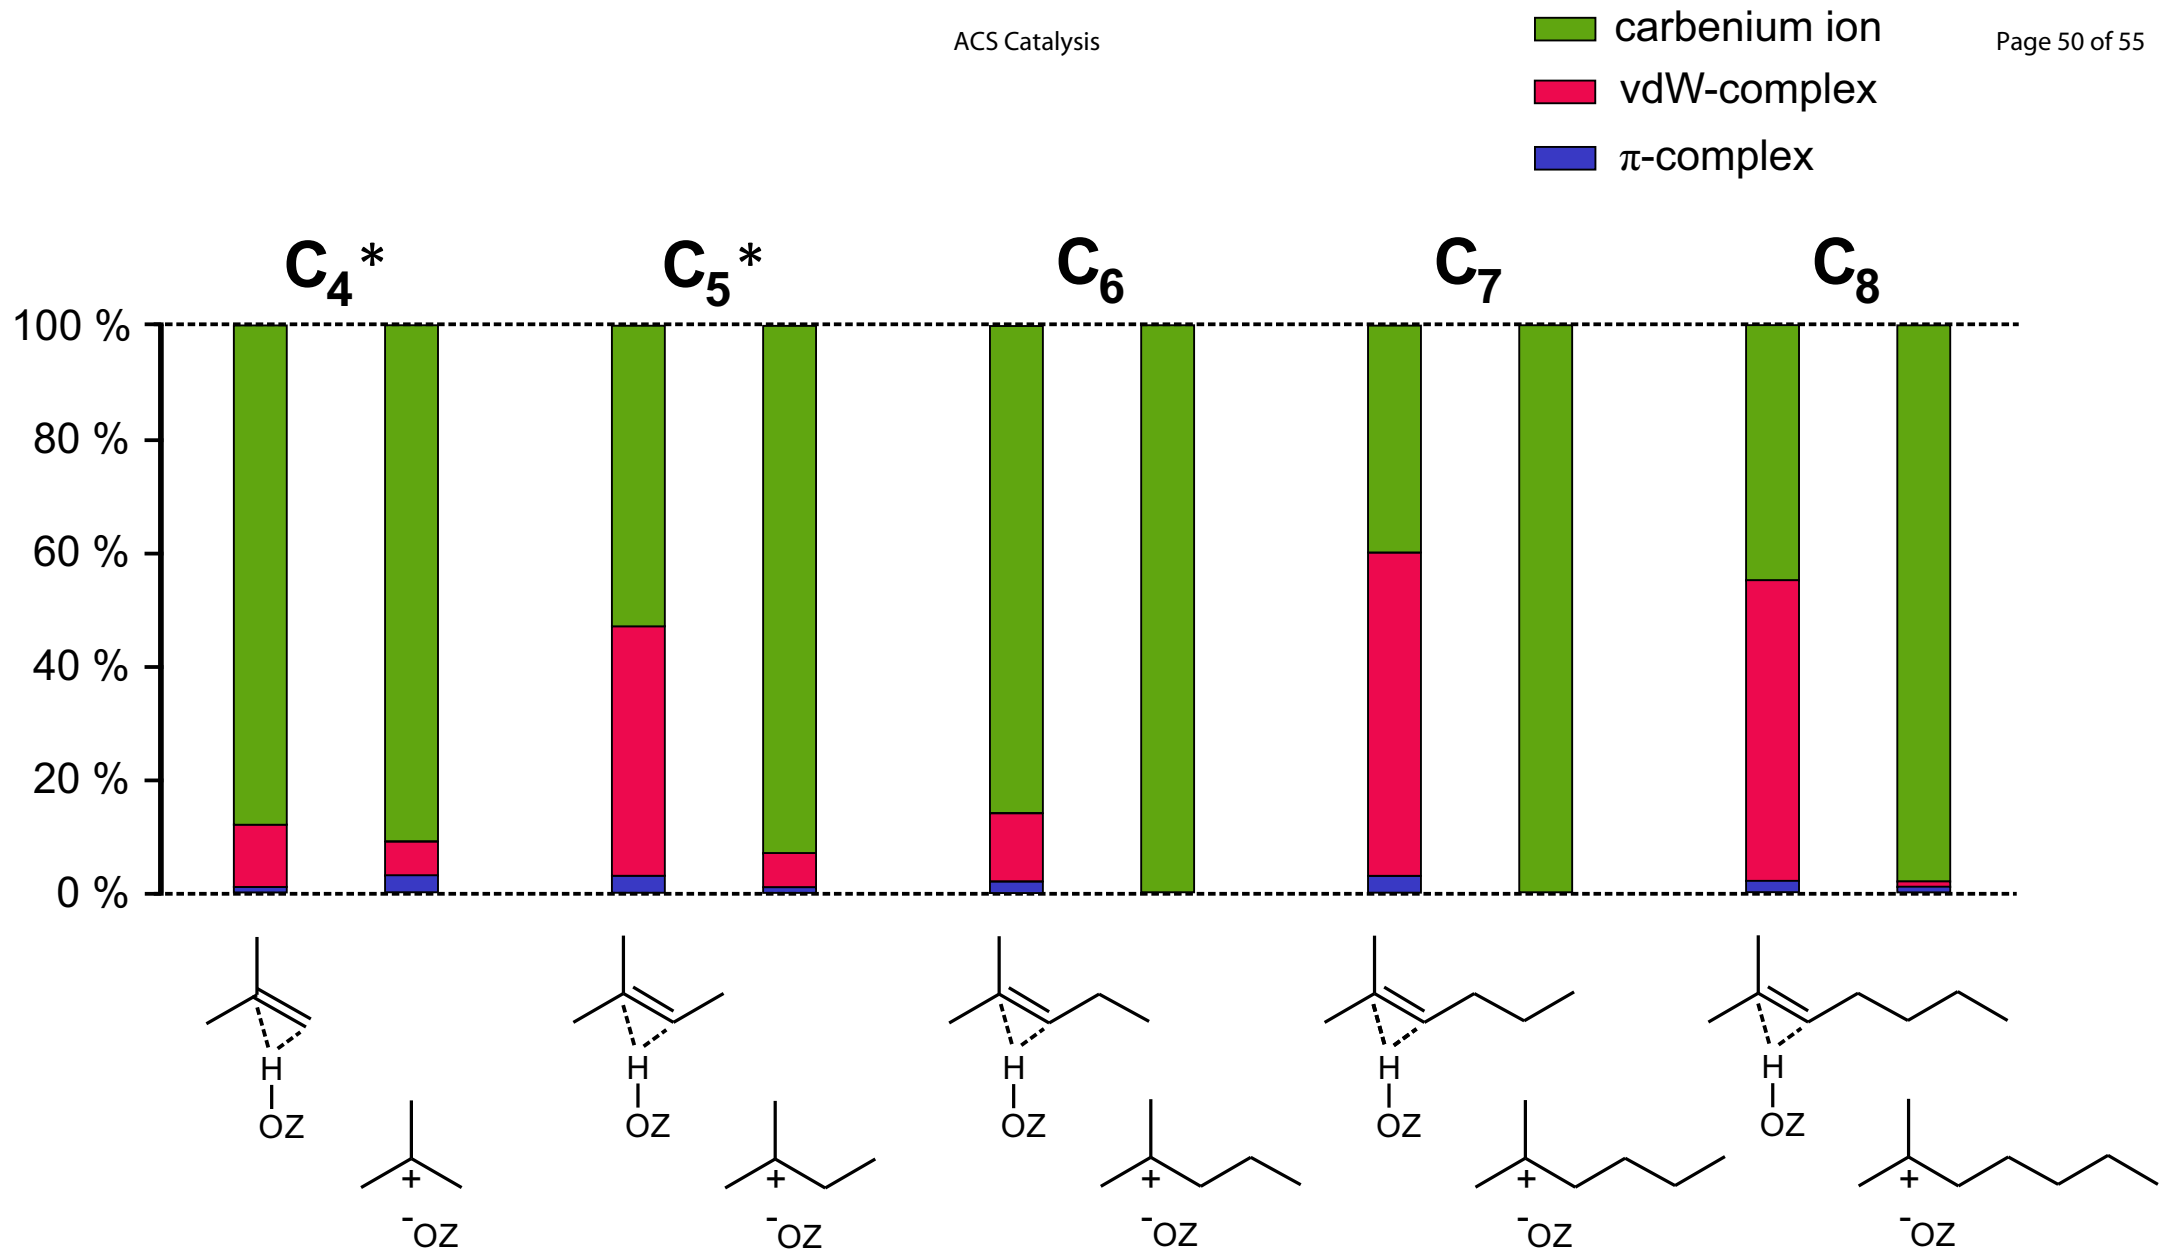 ACS Catalysis
Page 50 of 55
carbenium ion
vdW-complex
π-complex
C4* C5* C6 C7 C8
100 %
80 %
60 %
40 %
20 %
0 %
H H H H H
OZ OZ OZ OZ OZ
+ + + + +
-OZ -OZ -OZ -OZ -OZ